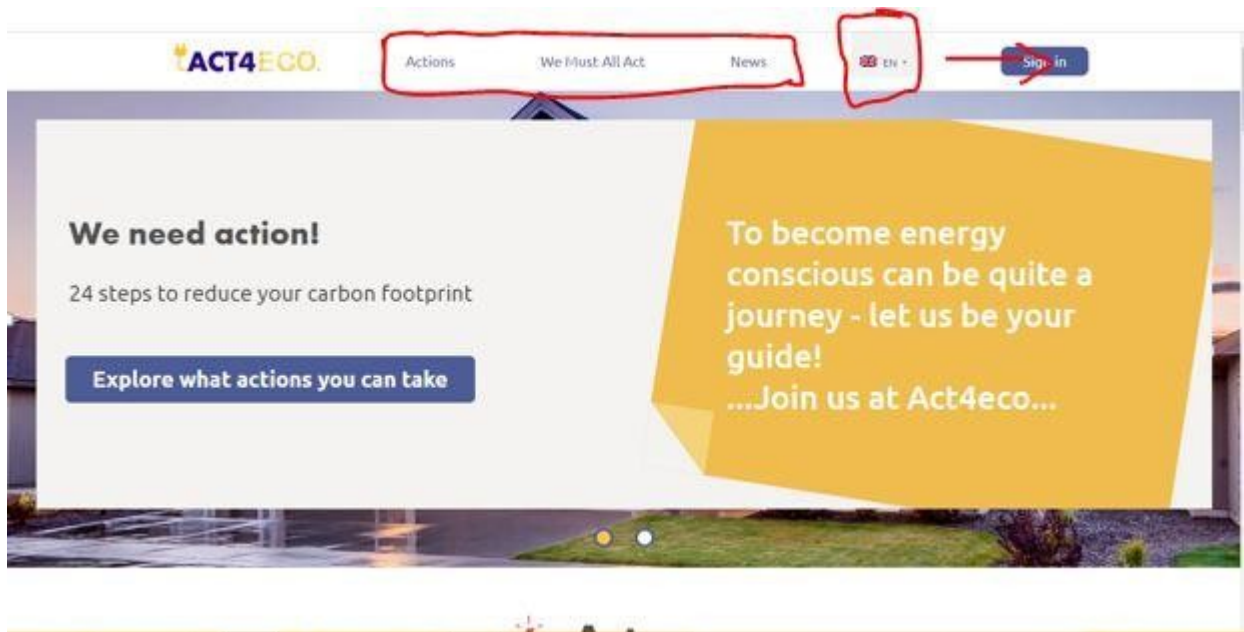 ACT4ECO.
Actions We Must All Act News EN Sign in
We need action!
24 steps to reduce your carbon footprint
Explore what actions you can take
To become energy
conscious can be quite a
journey - let us be your
guide!
...Join us at Act4eco...